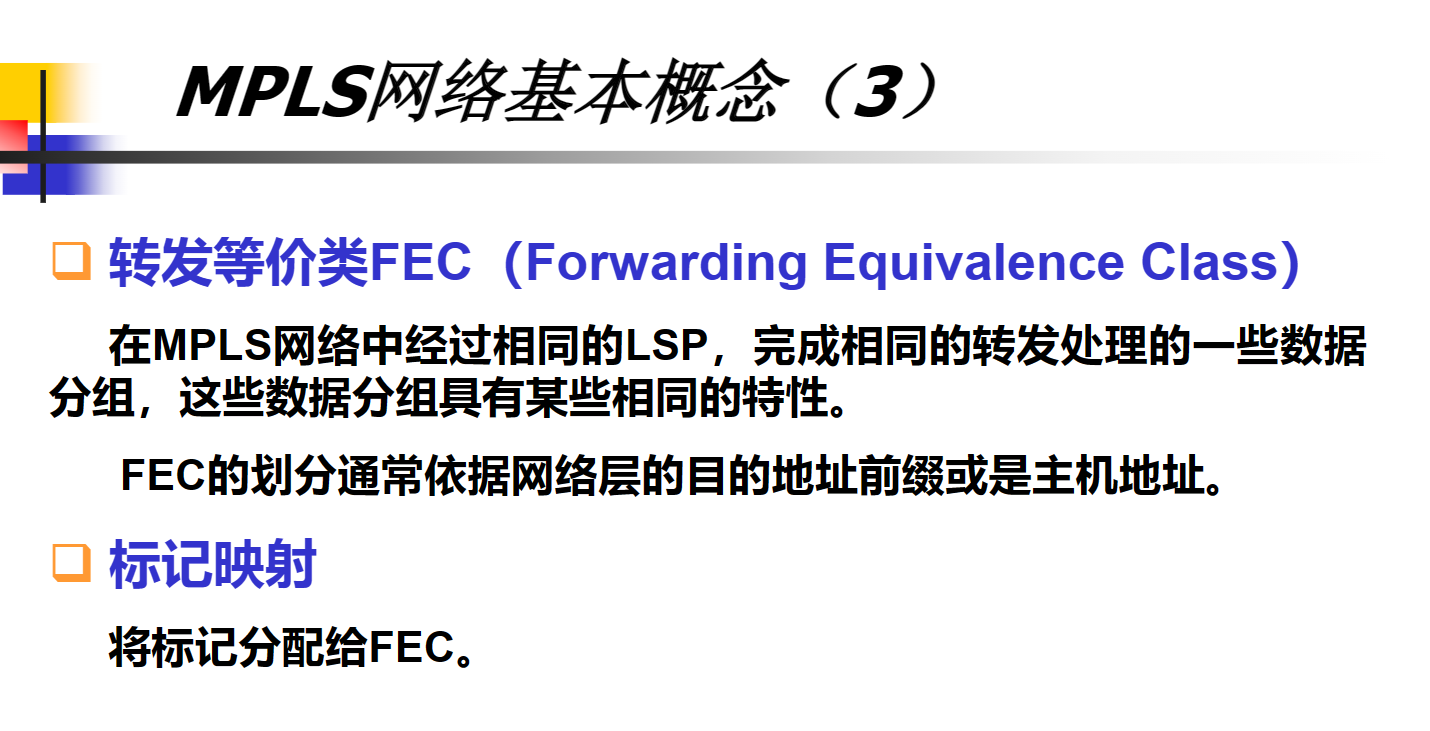 MPLS网络基本概念（3）
转发等价类FEC（Forwarding Equivalence Class）
在MPLS网络中经过相同的LSP，完成相同的转发处理的一些数据
分组，这些数据分组具有某些相同的特性。
FEC的划分通常依据网络层的目的地址前缀或是主机地址。
标记映射
将标记分配给FEC。